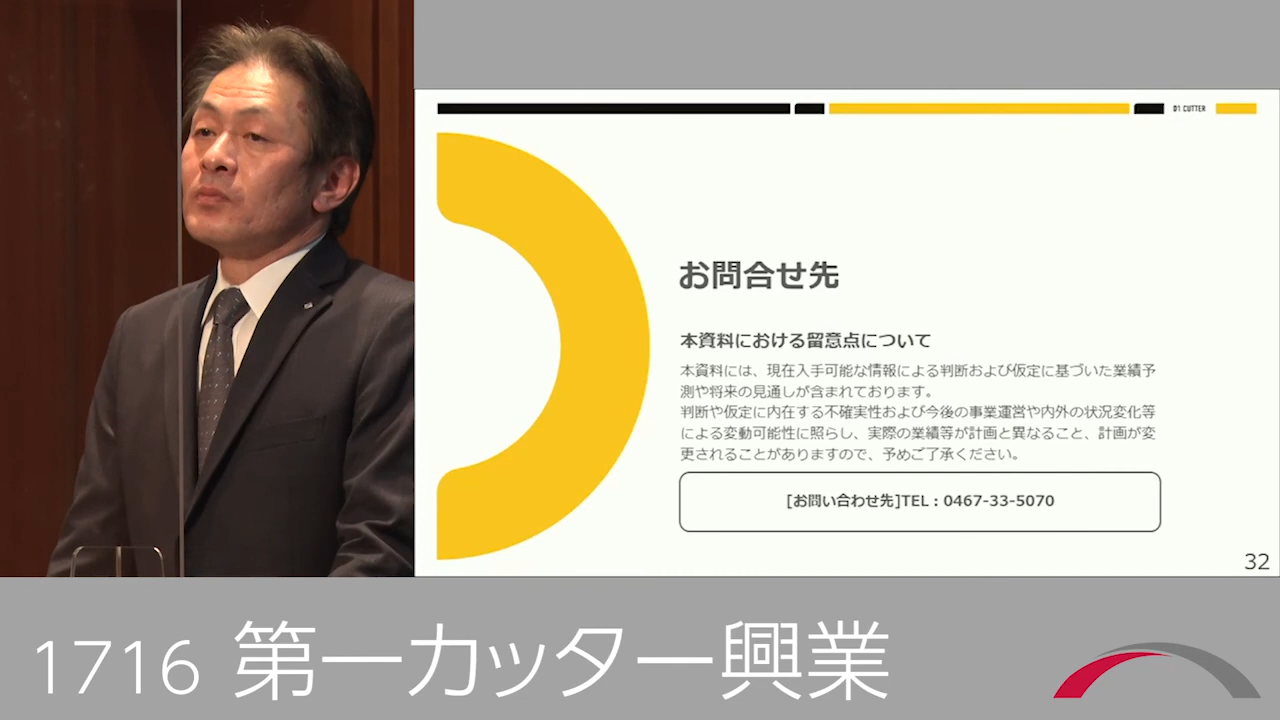 D1 CUTTER
お問合せ先
本資料における留意点について
本資料には、現在入手可能な情報による判断および仮定に基づいた業績予
測や将来の見通しが含まれております。
判断や仮定に内在する不確実性および今後の事業運営や内外の状況変化等
による変動可能性に照らし、実際の業績等が計画と異なること、計画が変
更されることがありますので、予めご了承ください。
[お問い合わせ先]TEL：0467-33-5070
32
1716 第一カッター興業